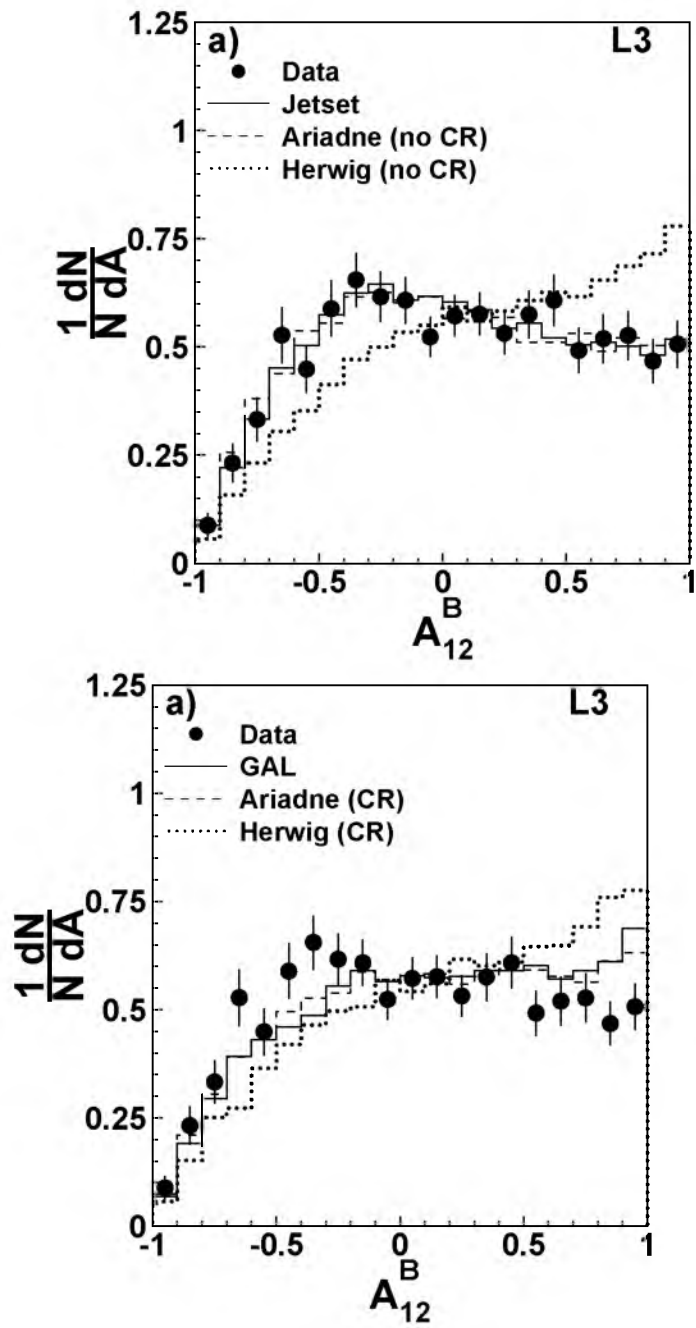 1.25
a)
L3
Data
1
Jetset
Ariadne (no CR)
Herwig (no CR)
0.75
1 dN
N dA
0.5
0.25
0
-1
-0.5
0
0.5
1
A12B
1.25
a)
L3
Data
GAL
1
Ariadne (CR)
Herwig (CR)
0.75
1 dN
N dA
0.5
0.25
0
-1
-0.5
0
0.5
1
A12B